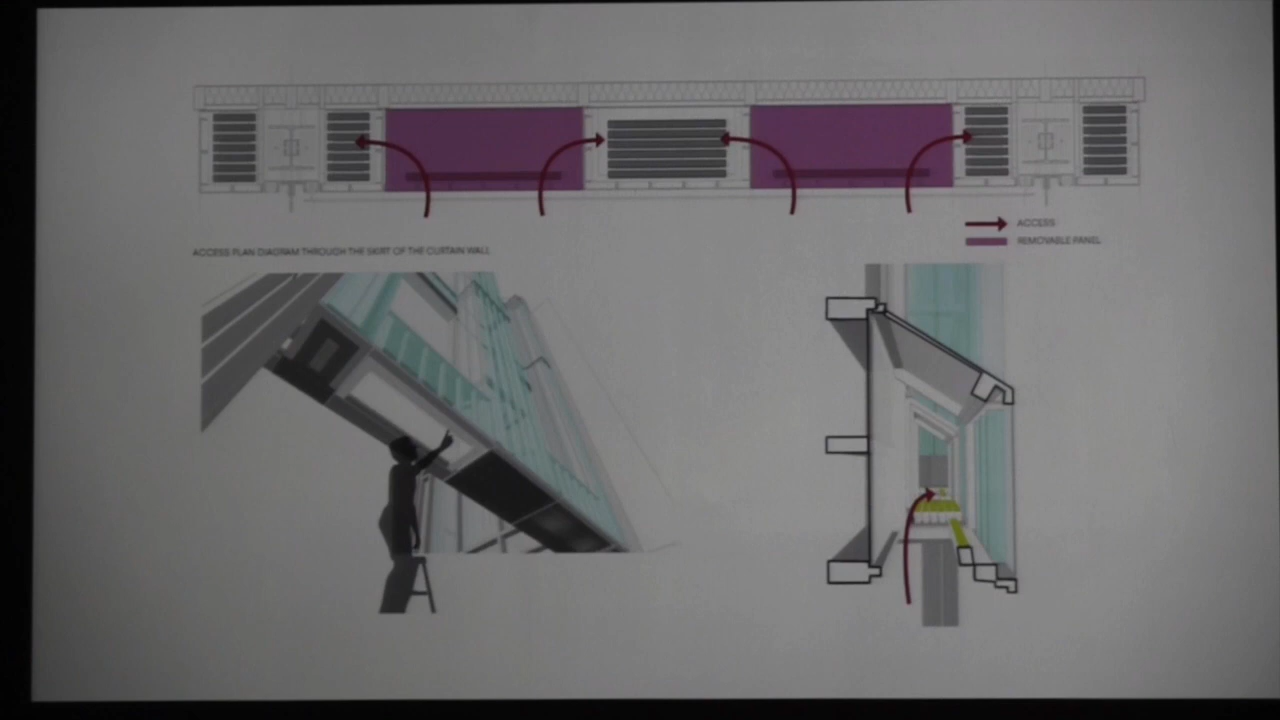 ACCESS
REMOVABLE PANEL
ACCESS PLAN DIAGRAM THROUGH THE SKIRT OF THE CURTAIN WALL